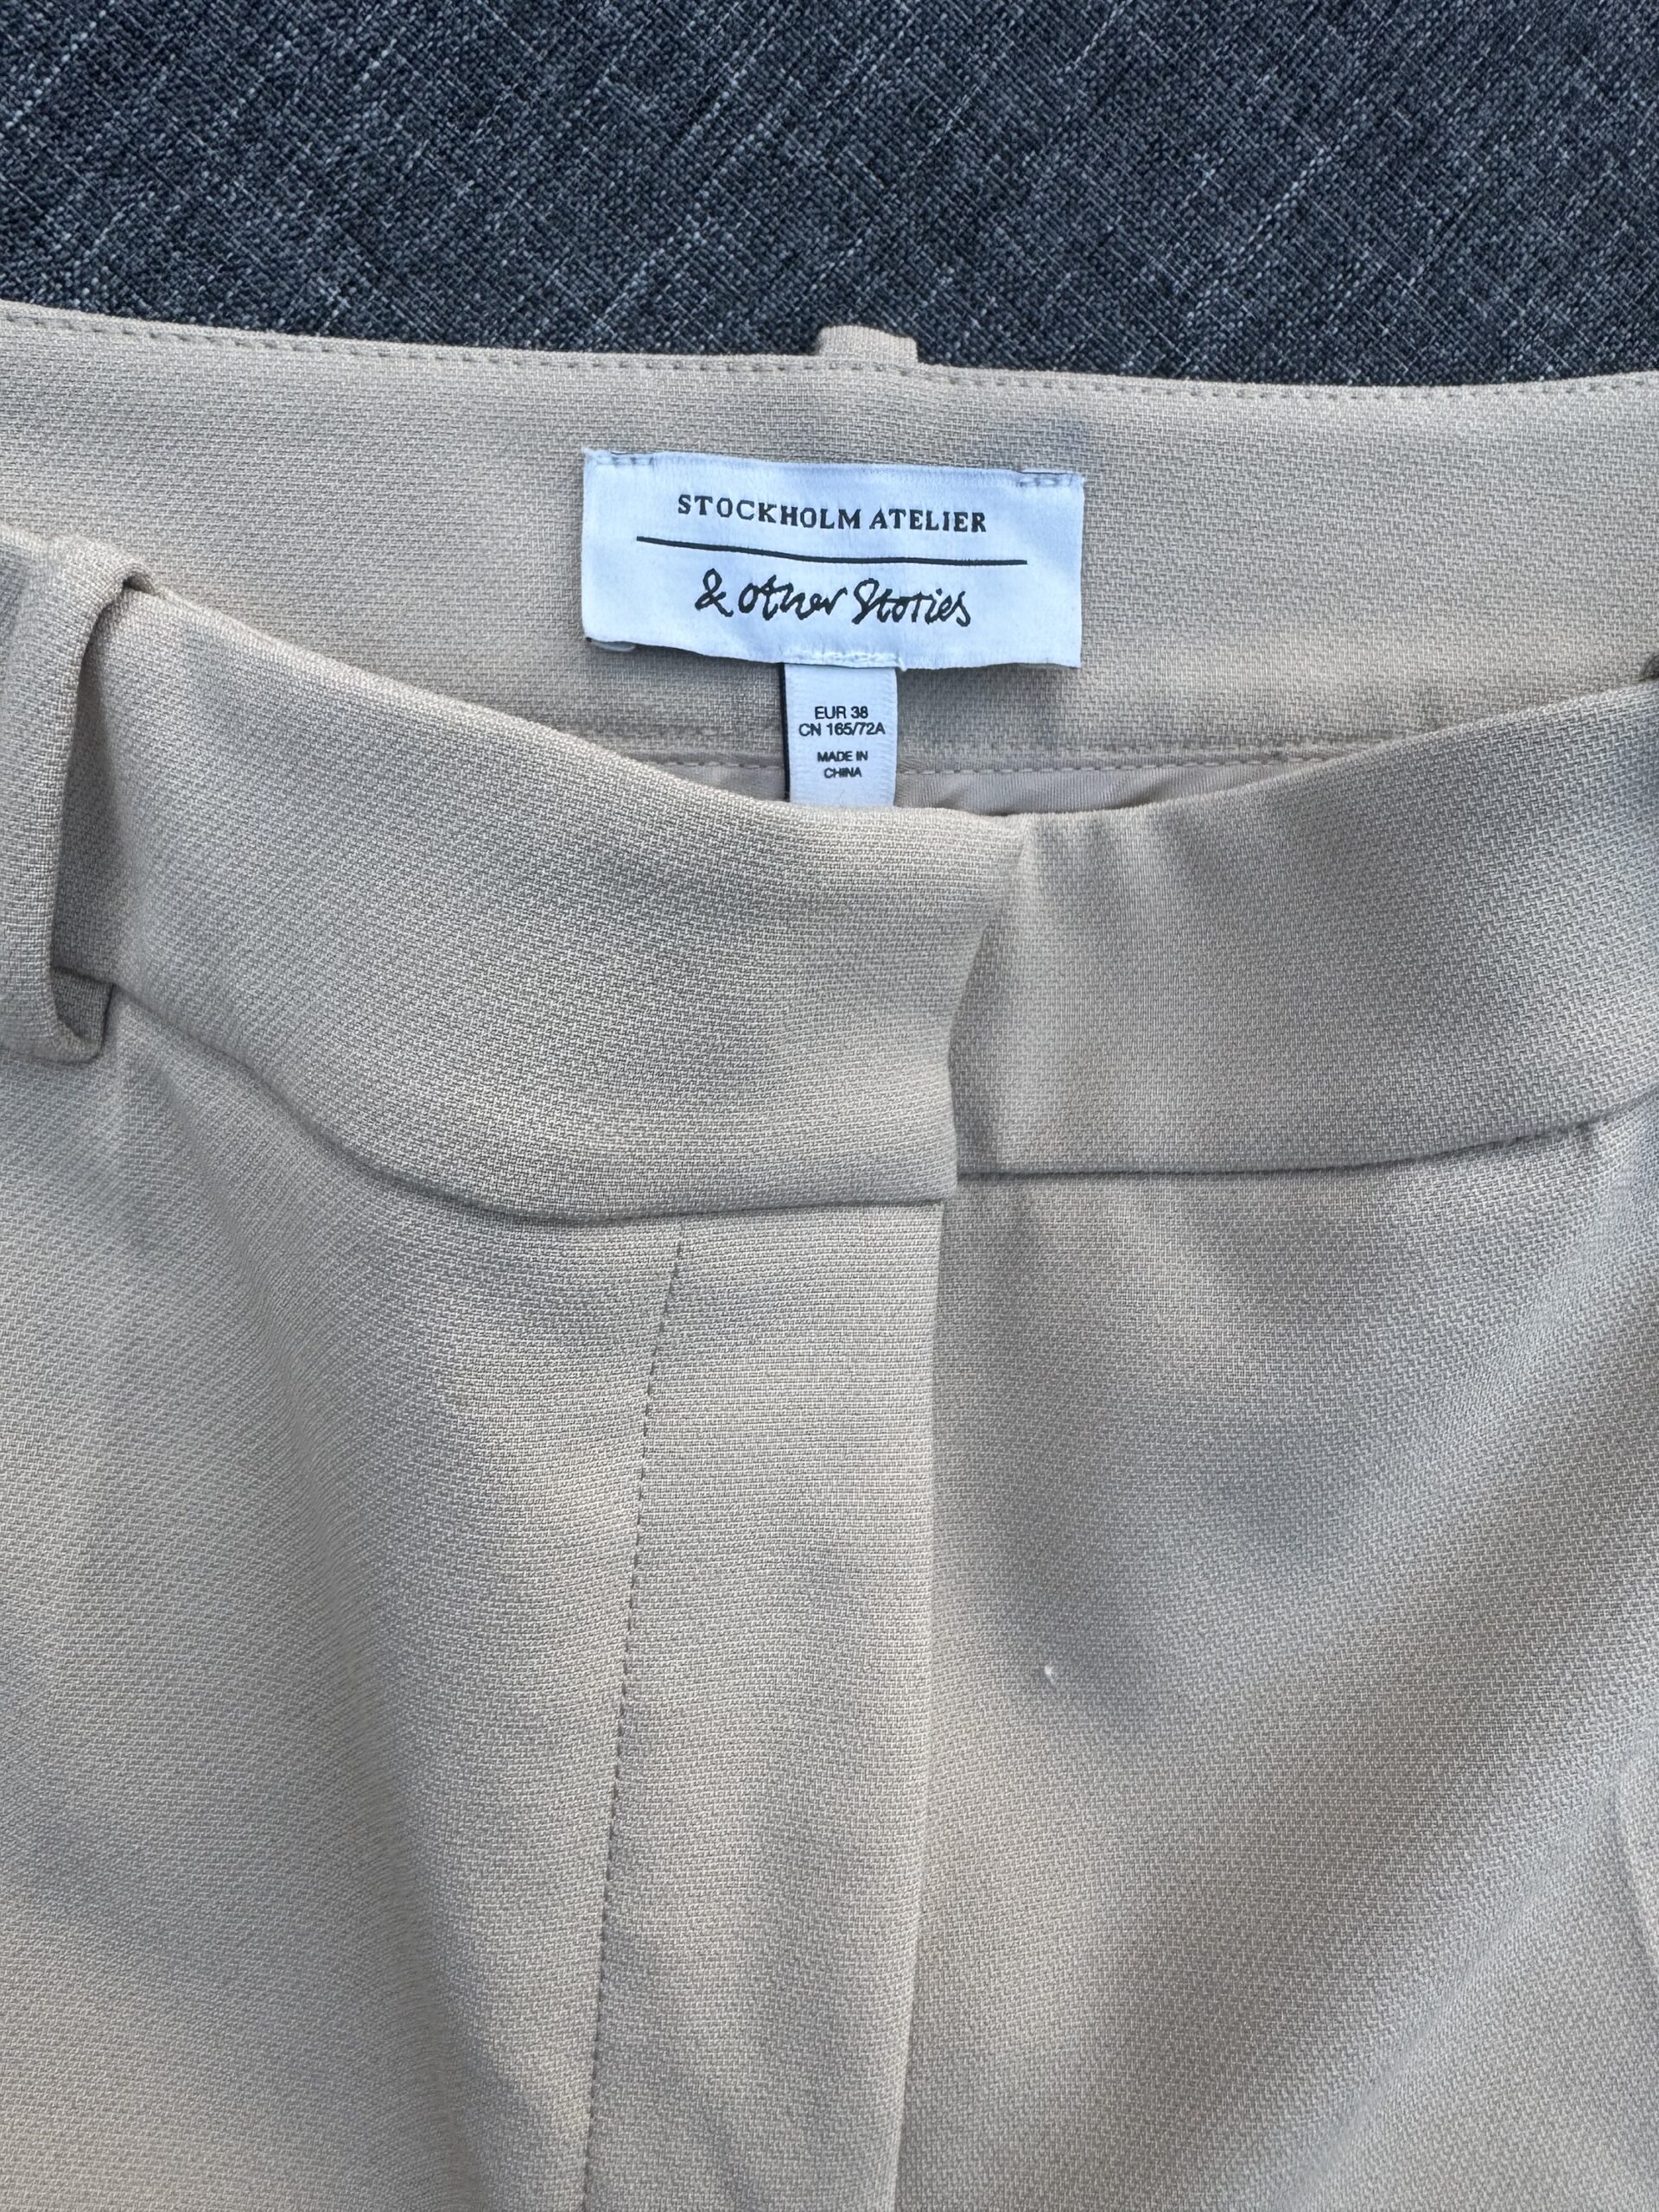 STOCKHOLM ATELIER
& other Stories
EUR 38
CN 165/72A
MADE IN
CHINA